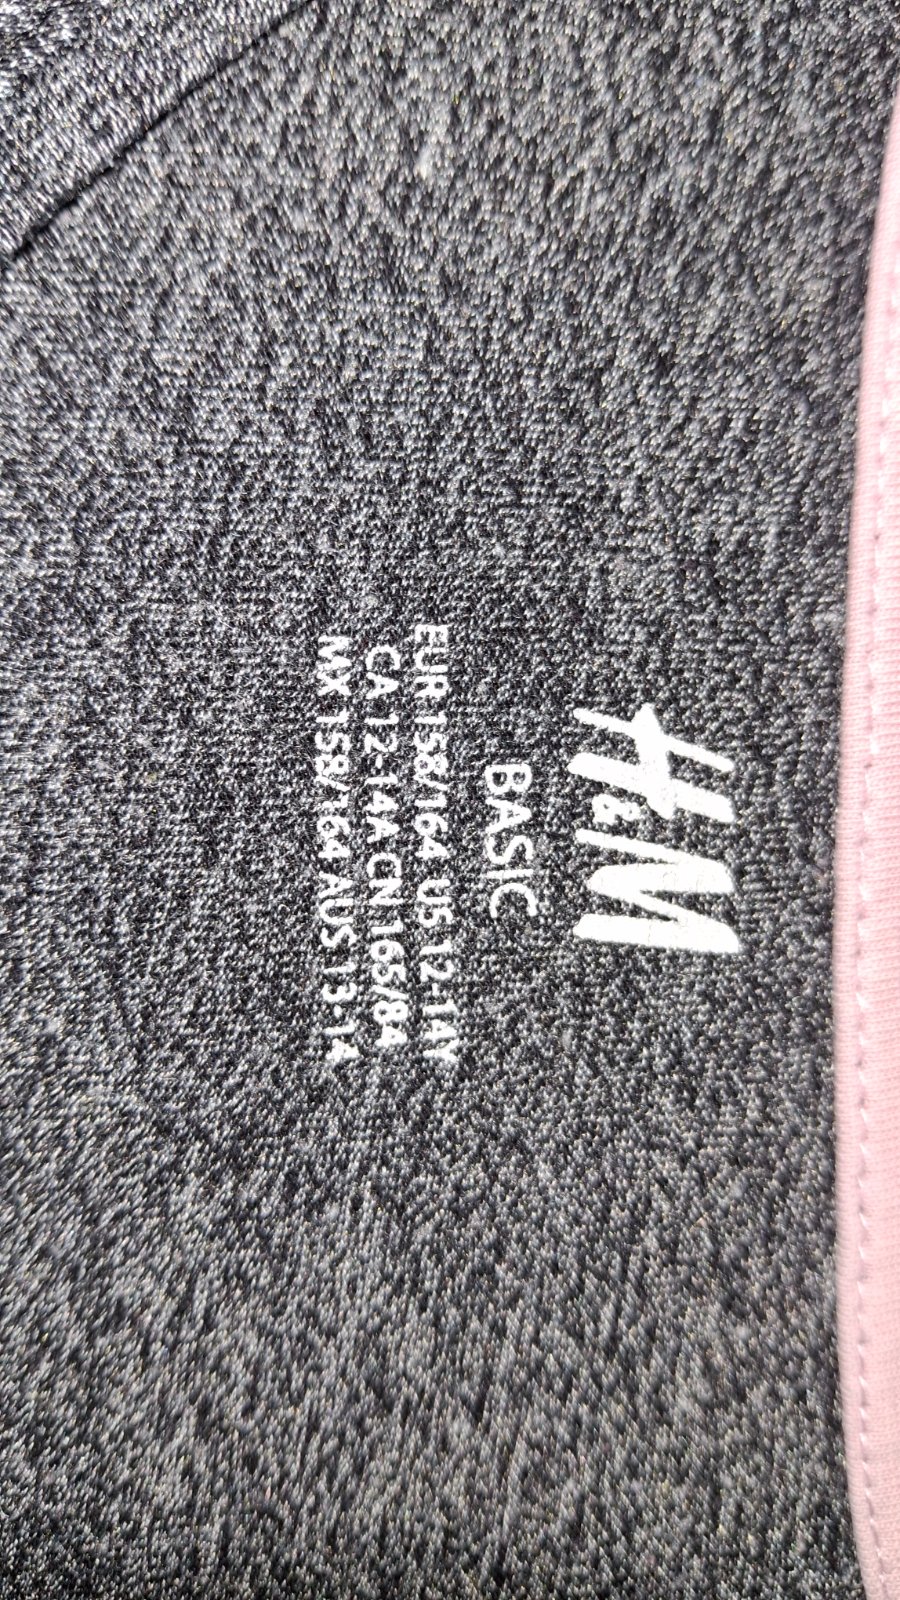 H&M
BASIC
EUR 158/164 US 12-14Y
CA 12-14A CN 165/84
MX 158/164 AUS 13-14